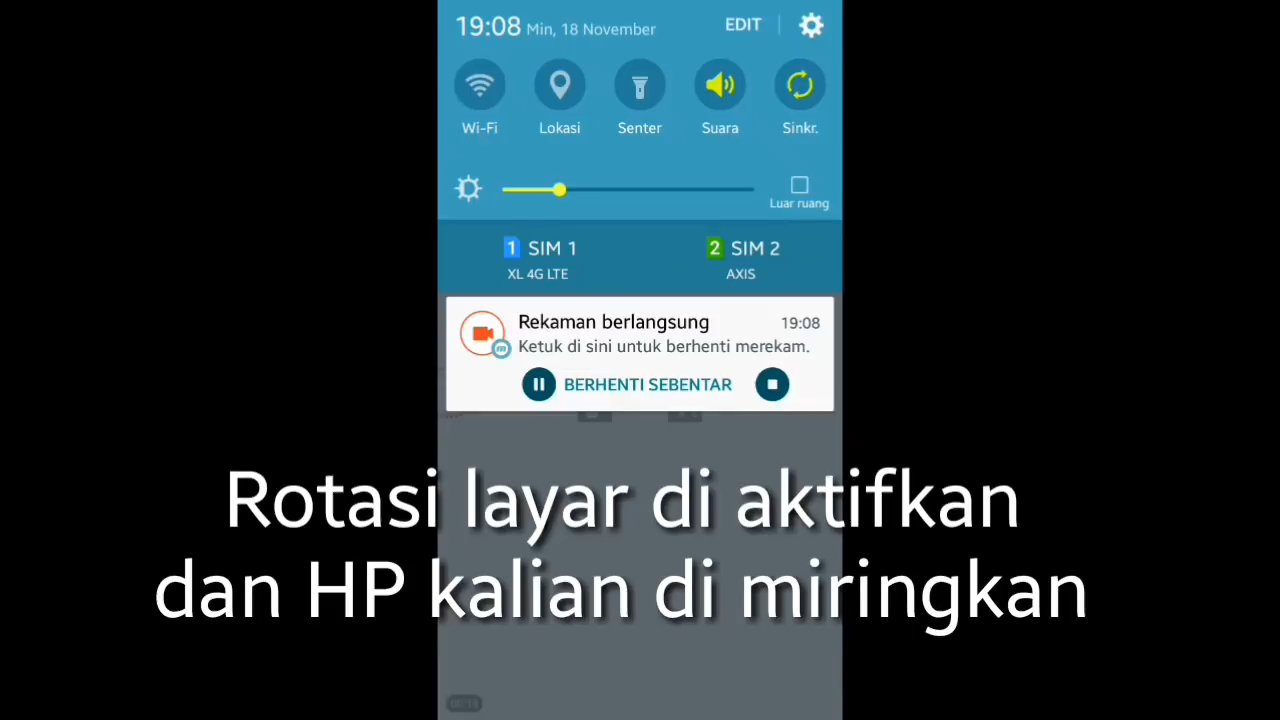 19:08 Min, 18 November EDIT
Wi-Fi Lokasi Senter Suara Sinkr.
Luar ruang
1 SIM 1 2 SIM 2
XL 4G LTE AXIS
Rekaman berlangsung 19:08
Ketuk di sini untuk berhenti merekam.
BERHENTI SEBENTAR
Rotasi layar di aktifkan
dan HP kalian di miringkan